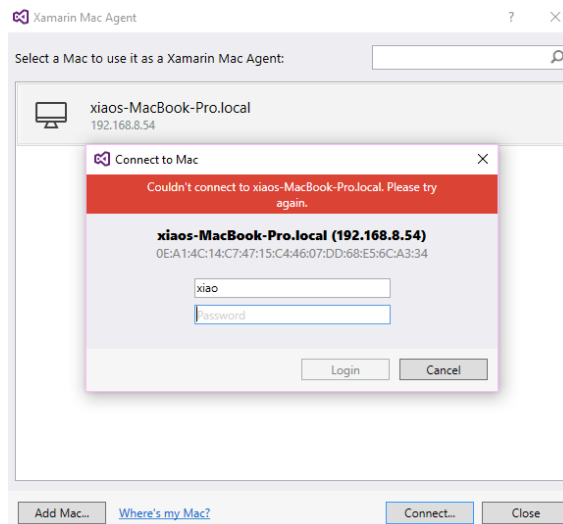 Xamarin Mac Agent
Select a Mac to use it as a Xamarin Mac Agent:
xiaos-MacBook-Pro.local
192.168.8.54
Connect to Mac
Couldn't connect to xiaos-MacBook-Pro.local. Please try
again.
xiaos-MacBook-Pro.local (192.168.8.54)
0E:A1:4C:14:C7:47:15:C4:46:07:DD:68:E5:6C:A3:34
xiao
Password
Login
Cancel
Add Mac...
Where's my Mac?
Connect...
Close